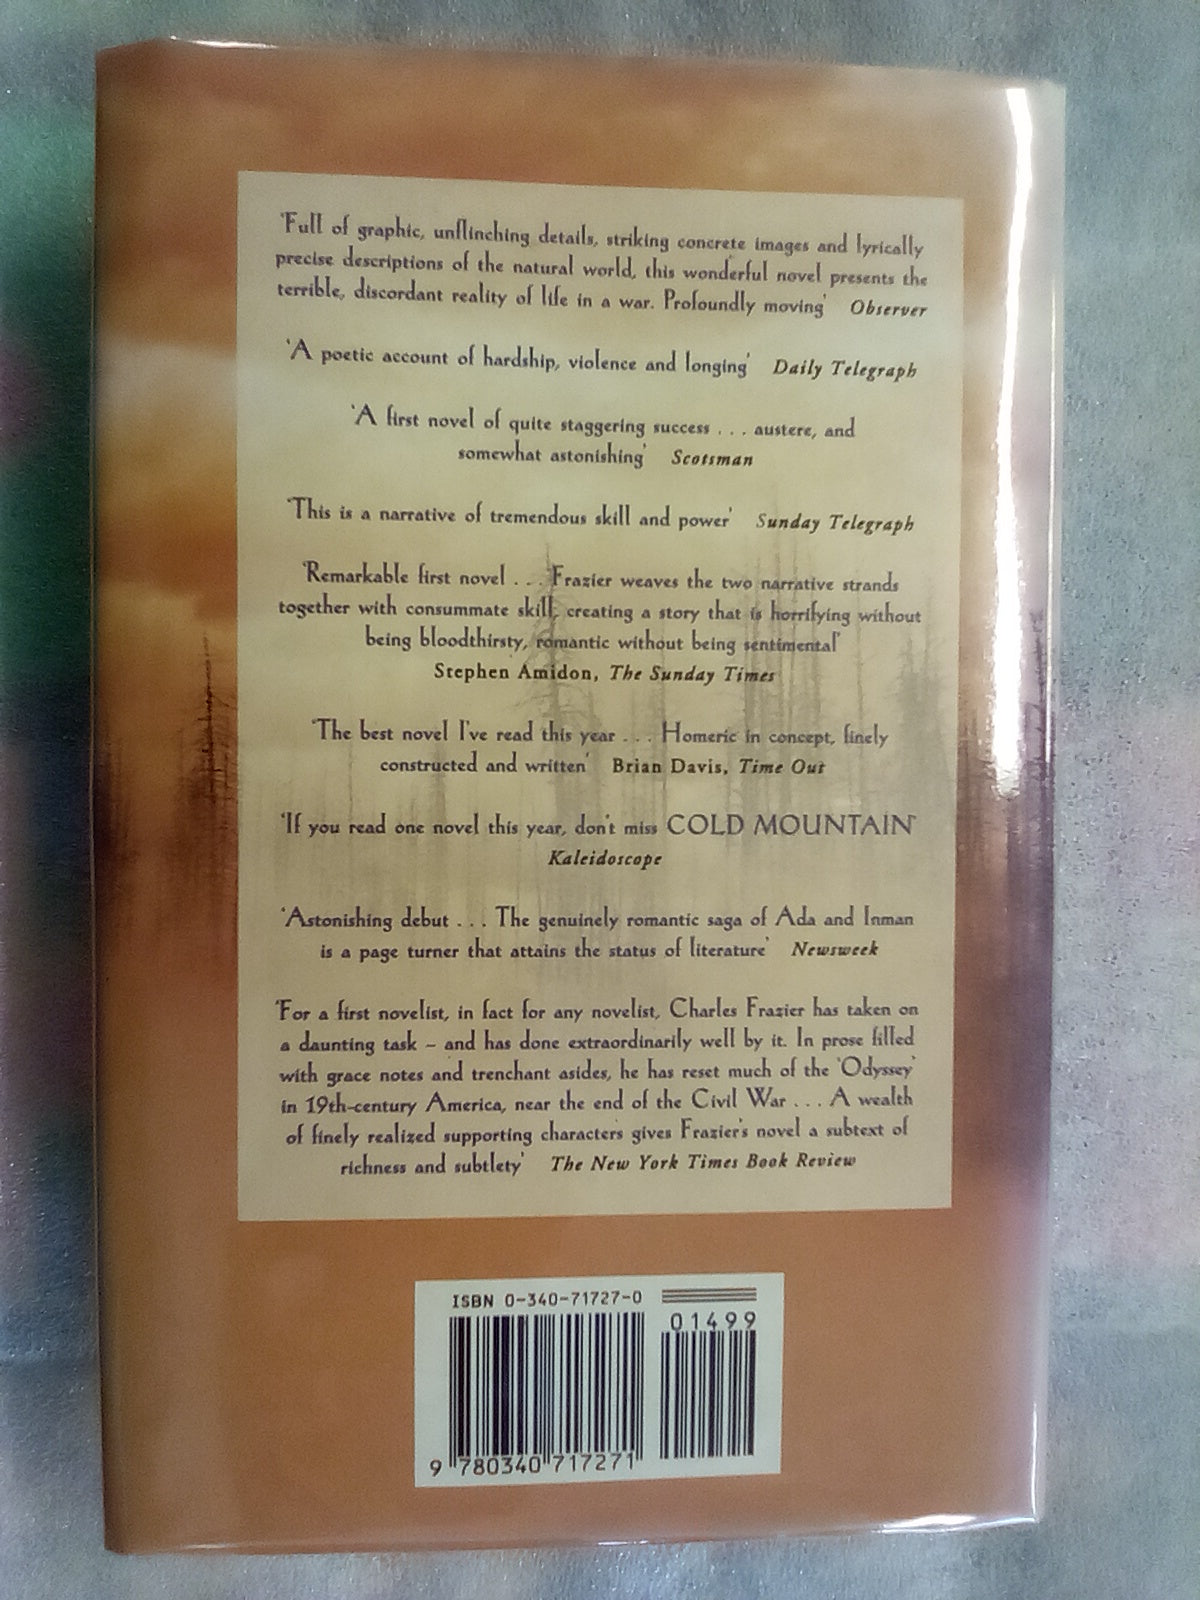 'Full of graphic, unflinching details, striking concrete images and lyrically
precise descriptions of the natural world, this wonderful novel presents the
terrible, discordant reality of life in a war. Profoundly moving' Observer
'A poetic account of hardship, violence and longing' Daily Telegraph
'A first novel of quite staggering success . . . austere, and
somewhat astonishing' Scotsman
'This is a narrative of tremendous skill and power' Sunday Telegraph
'Remarkable first novel . . . Frazier weaves the two narrative strands
together with consummate skill, creating a story that is horrifying without
being bloodthirsty, romantic without being sentimental'
Stephen Amidon, The Sunday Times
'The best novel I've read this year . . . Homeric in concept, finely
constructed and written' Brian Davis, Time Out
'If you read one novel this year, don't miss COLD MOUNTAIN'
Kaleidoscope
'Astonishing debut . . . The genuinely romantic saga of Ada and Inman
is a page turner that attains the status of literature' Newsweek
'For a first novelist, in fact for any novelist, Charles Frazier has taken on
a daunting task – and has done extraordinarily well by it. In prose filled
with grace notes and trenchant asides, he has reset much of the 'Odyssey'
in 19th-century America, near the end of the Civil War . . . A wealth
of finely realized supporting characters gives Frazier's novel a subtext of
richness and subtlety' The New York Times Book Review
ISBN 0-340-71727-0
01499
9 780340 717271